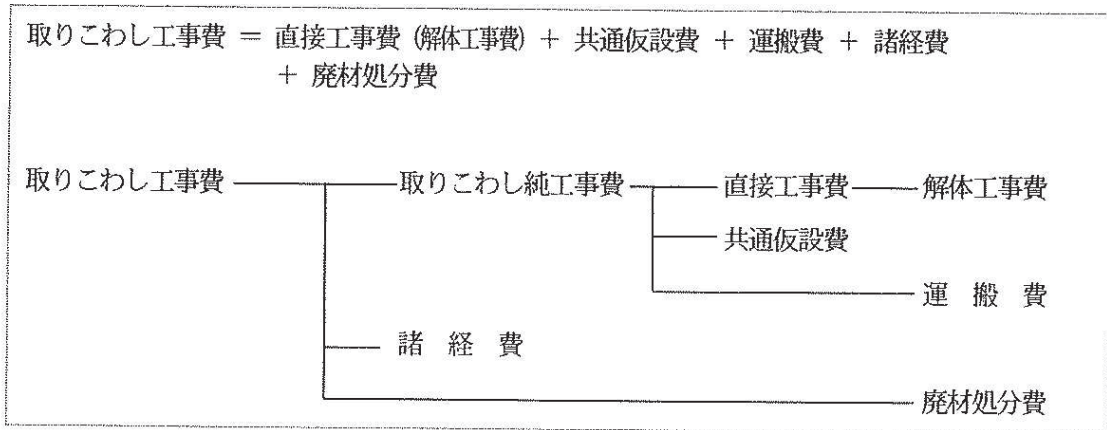 取りこわし工事費 = 直接工事費(解体工事費) + 共通仮設費 + 運搬費 + 諸経費
+ 廃材処分費
取りこわし工事費 取りこわし純工事費 直接工事費 解体工事費
共通仮設費
運 搬 費
諸 経 費
廃材処分費